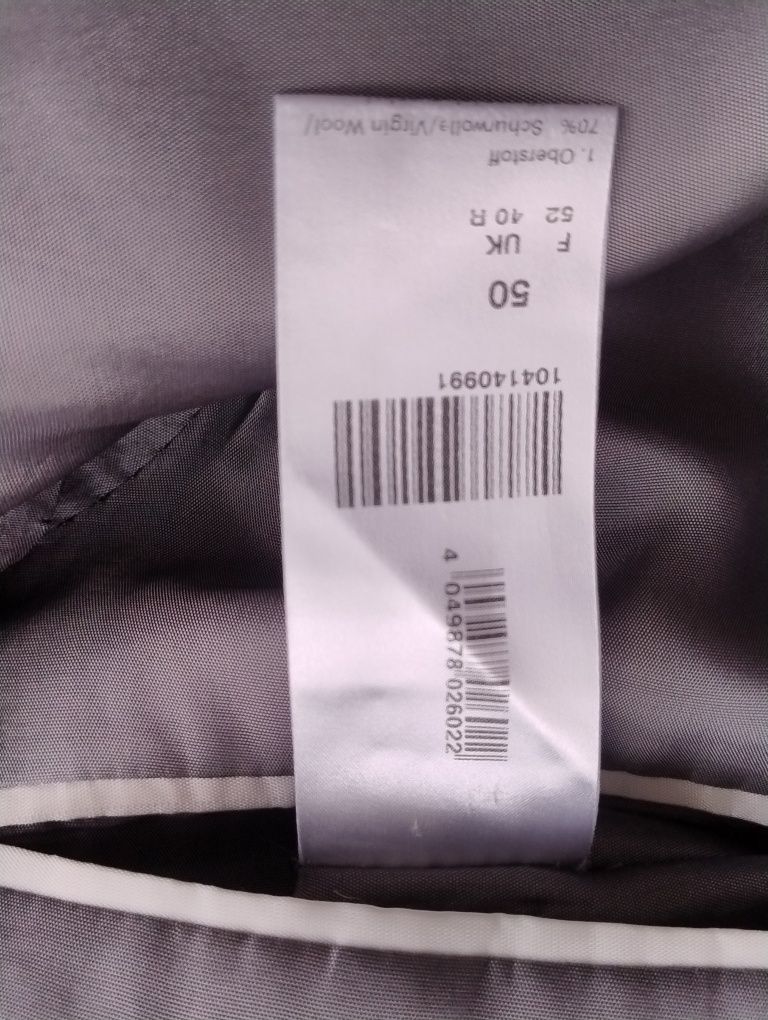 4 049878 026022
104140991
50
F UK
52 40 R
1. Oberstoff
70% Schurwolle/Virgin Wool/